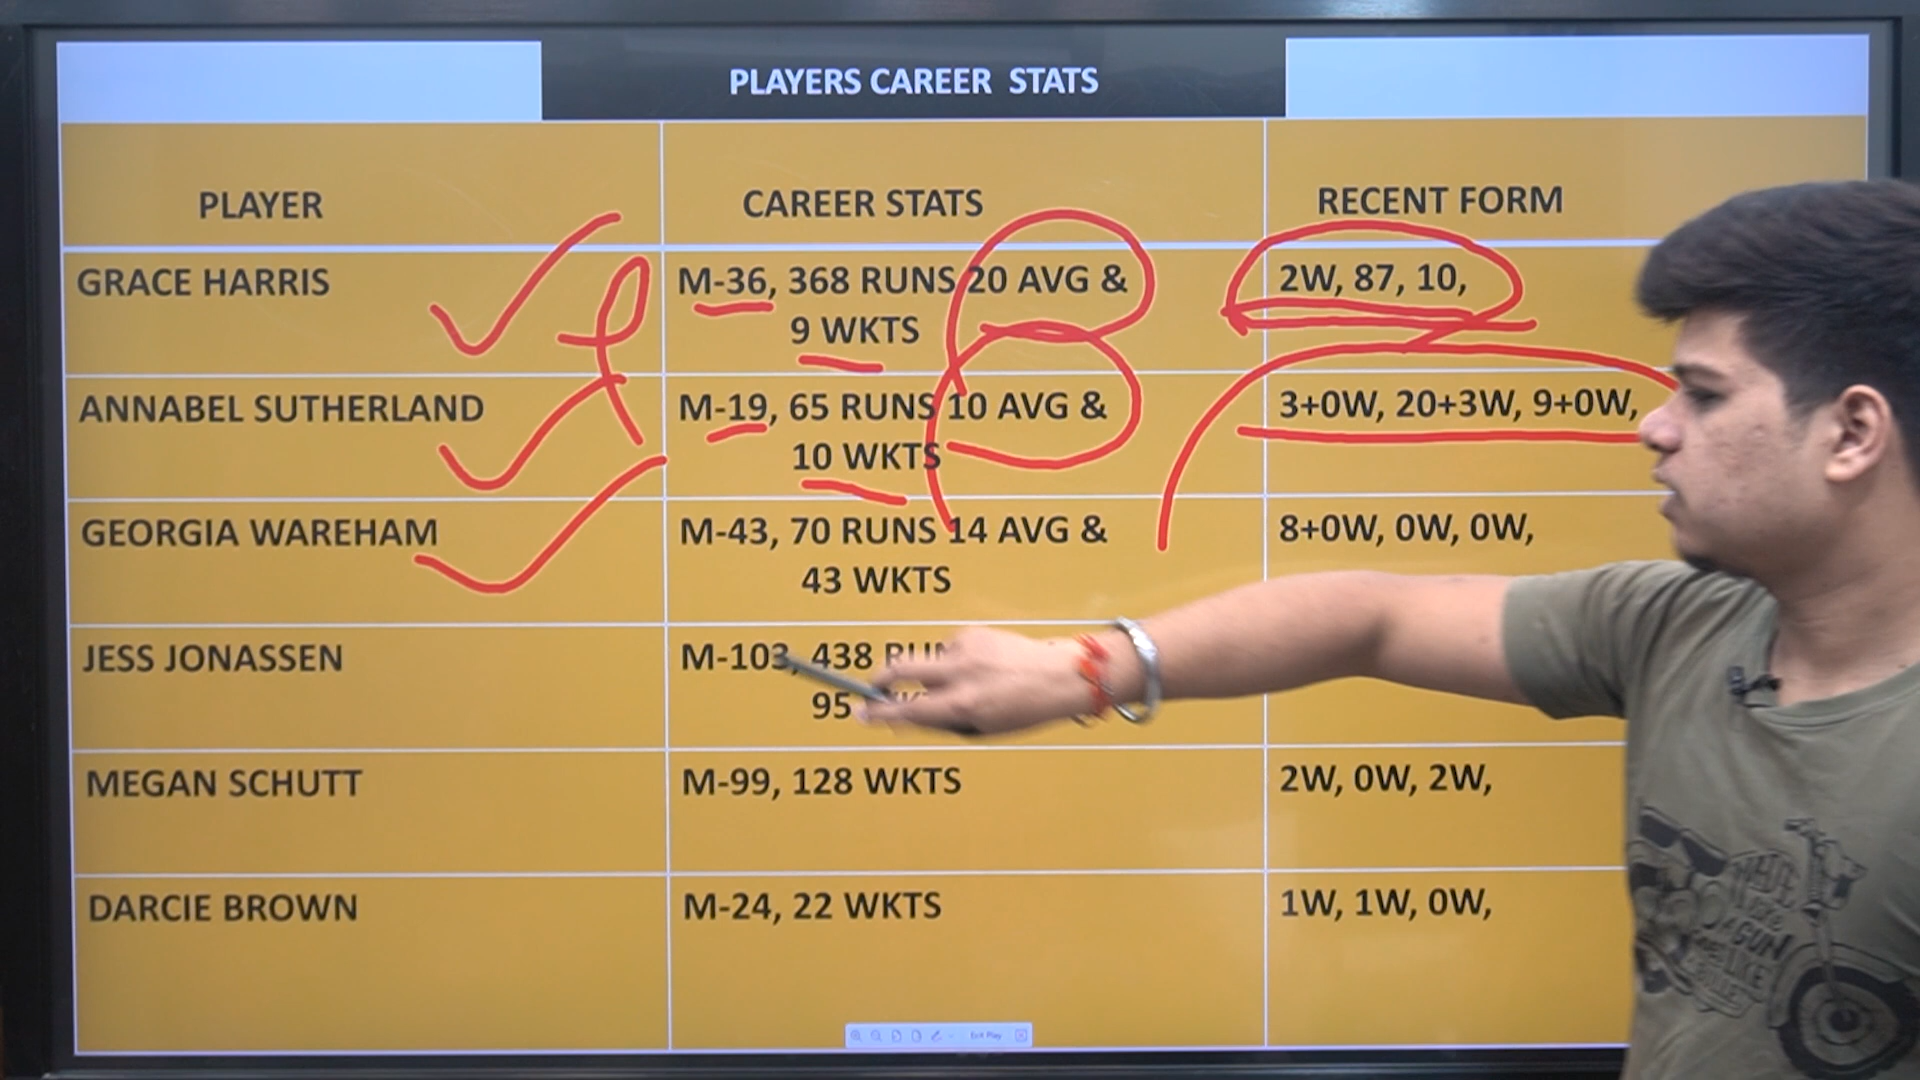 PLAYERS CAREER STATS
PLAYER
CAREER STATS
RECENT FORM
GRACE HARRIS
M-36, 368 RUNS 20 AVG &
9 WKTS
2W, 87, 10,
ANNABEL SUTHERLAND
M-19, 65 RUNS 10 AVG &
10 WKTS
3+0W, 20+3W, 9+0W,
GEORGIA WAREHAM
M-43, 70 RUNS 14 AVG &
43 WKTS
8+0W, 0W, 0W,
JESS JONASSEN
M-103, 438
95
MEGAN SCHUTT
M-99, 128 WKTS
2W, 0W, 2W,
DARCIE BROWN
M-24, 22 WKTS
1W, 1W, 0W,
Exit Play